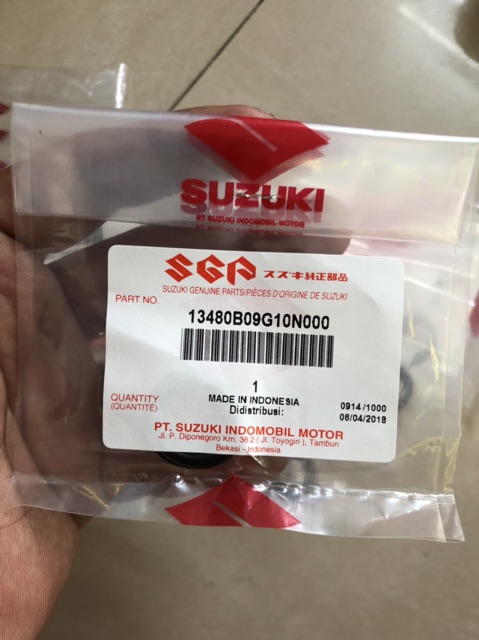 SUZUKI
PT. SUZUKI INDOMOBIL MOTOR
SGP スズキ純正部品
SUZUKI GENUINE PARTS/PIÈCES D'ORIGINE DE SUZUKI
PART NO.
13480B09G10N000
1
QUANTITY
(QUANTITÉ)
MADE IN INDONESIA
Didistribusi:
0914 /1000
06/04/2018
PT. SUZUKI INDOMOBIL MOTOR
Jl. P. Diponegoro Km. 38.2 ( Jl. Toyogiri ), Tambun
Bekasi - Indonesia